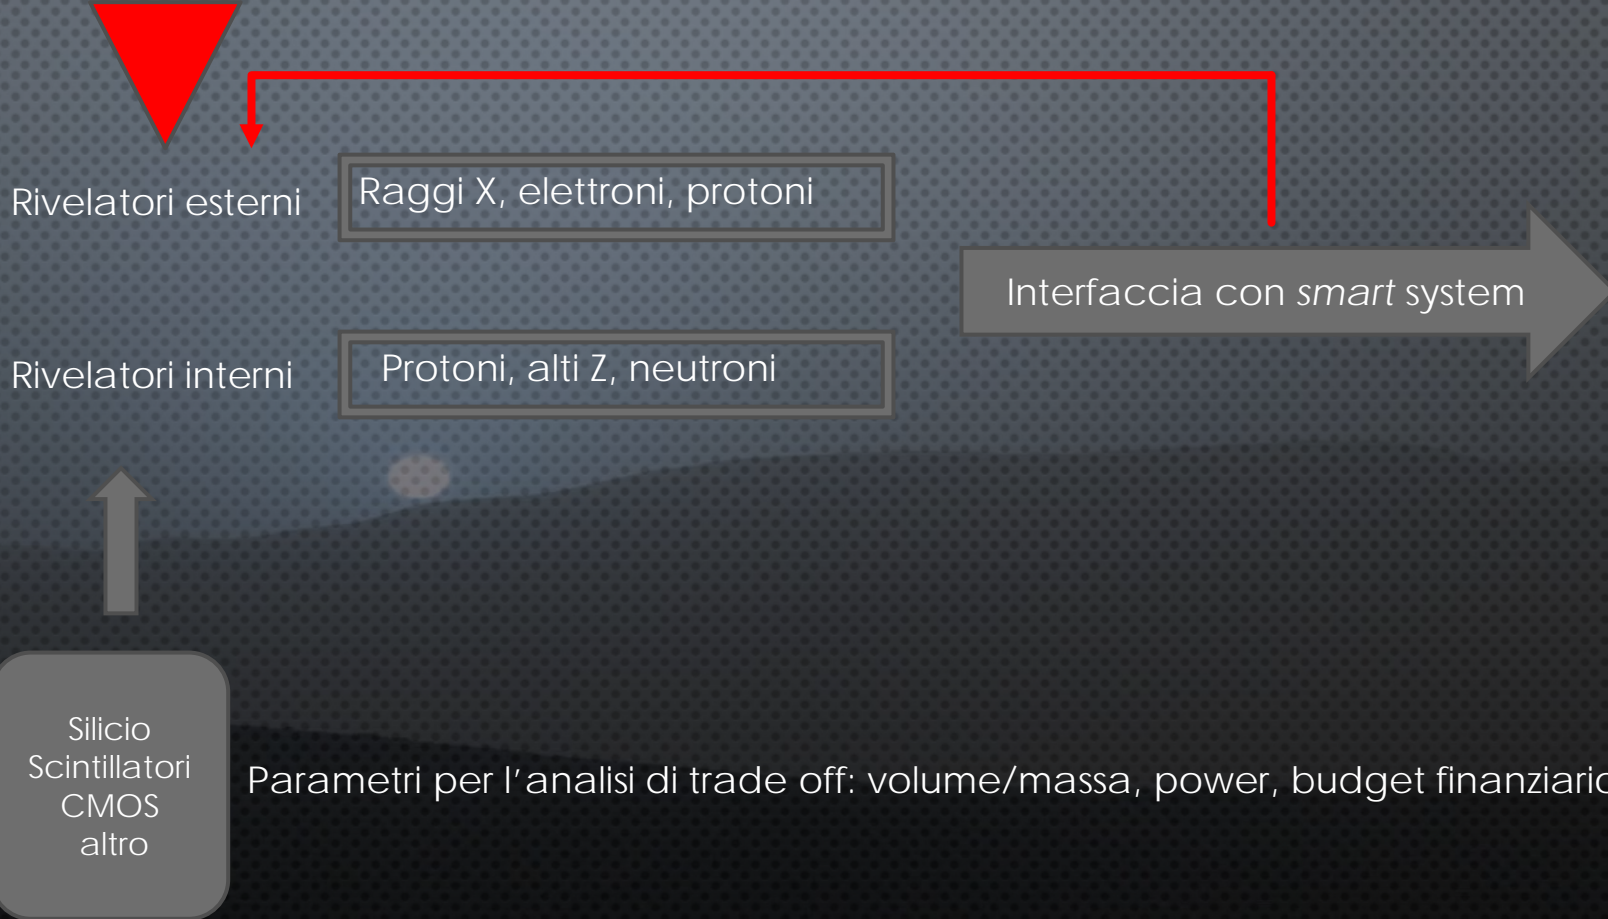 Rivelatori esterni
Raggi X, elettroni, protoni
Interfaccia con smart system
Rivelatori interni
Protoni, alti Z, neutroni
Silicio
Scintillatori
CMOS
altro
Parametri per l'analisi di trade off: volume/massa, power, budget finanziario